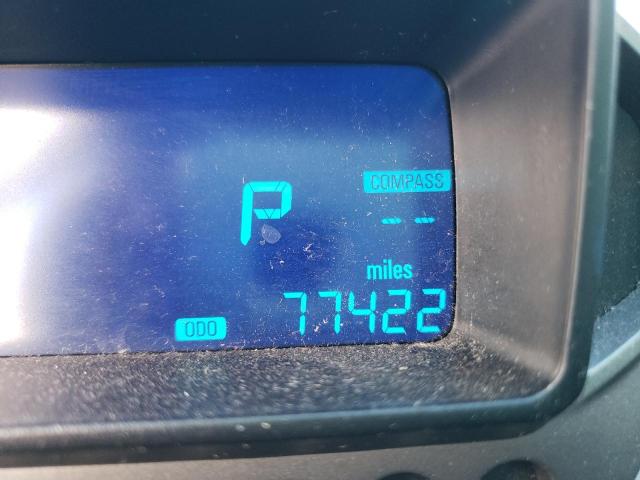 COMPASS
P
--
miles
ODO 77422